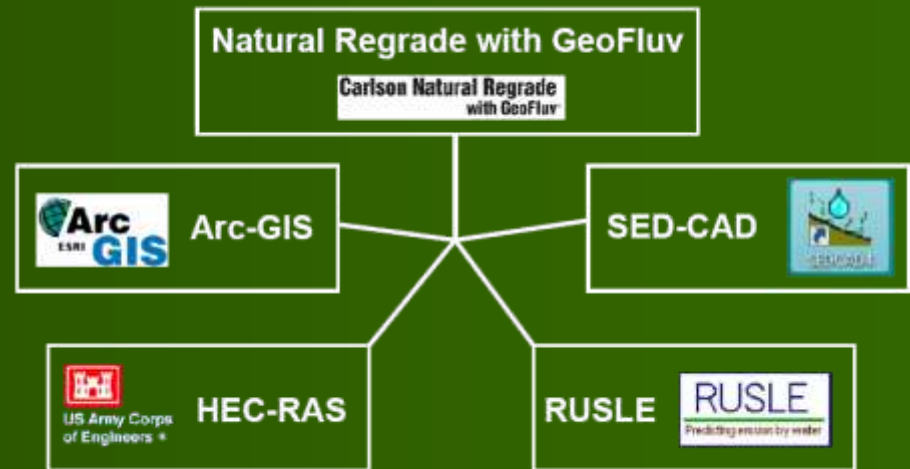 Natural Regrade with GeoFluv
Carlson Natural Regrade
with GeoFluv
Arc
ESRI
GIS
Arc-GIS
SED-CAD
SEDCAD4
US Army Corps
of Engineers ®
HEC-RAS
RUSLE
RUSLE
Predicting erosion by water